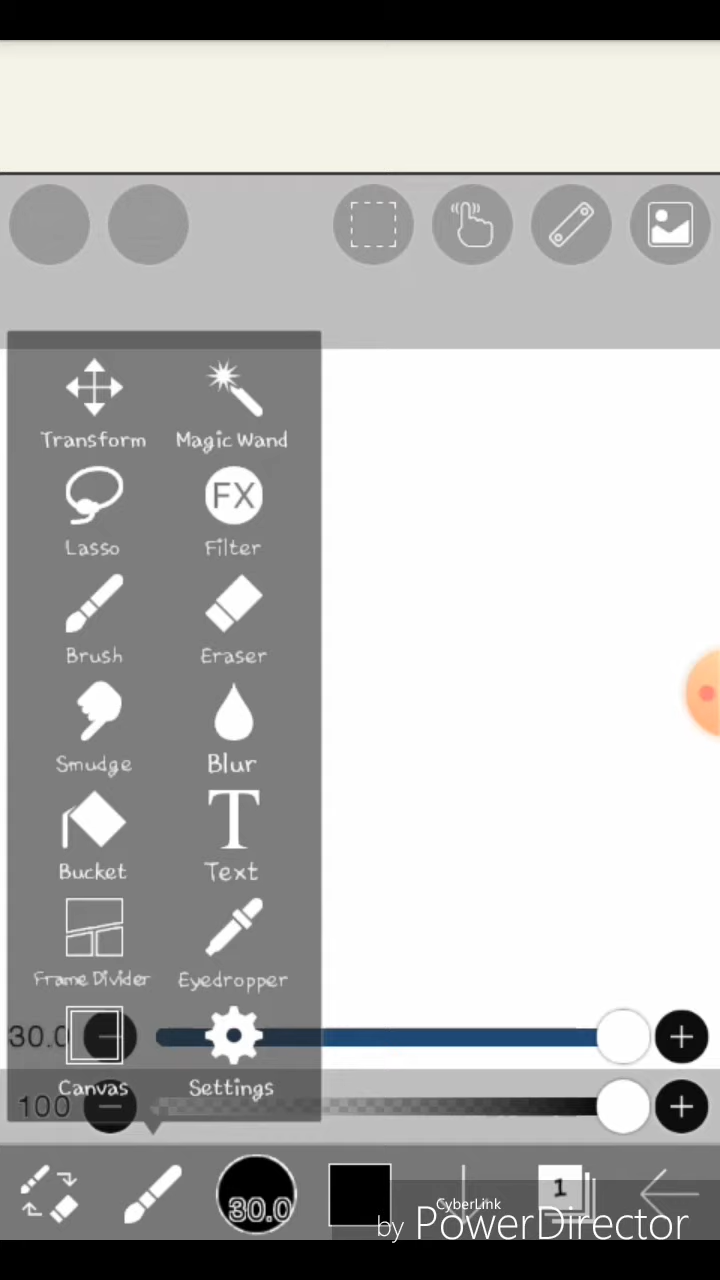 Transform Magic Wand
Lasso FX Filter
Brush Eraser
Smudge Blur
Bucket T Text
Frame Divider Eyedropper
30.0
Canvas Settings
100
30.0 1
CyberLink
by PowerDirector